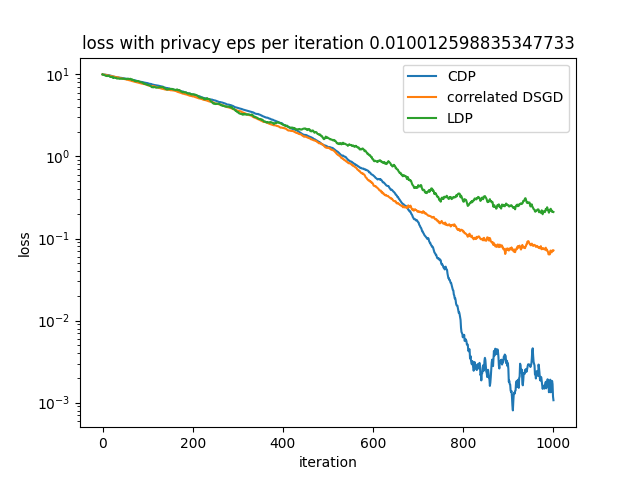 loss with privacy eps per iteration 0.010012598835347733
CDP
correlated DSGD
LDP
10^1
10^0
10^{-1}
10^{-2}
10^{-3}
loss
0 200 400 600 800 1000
iteration